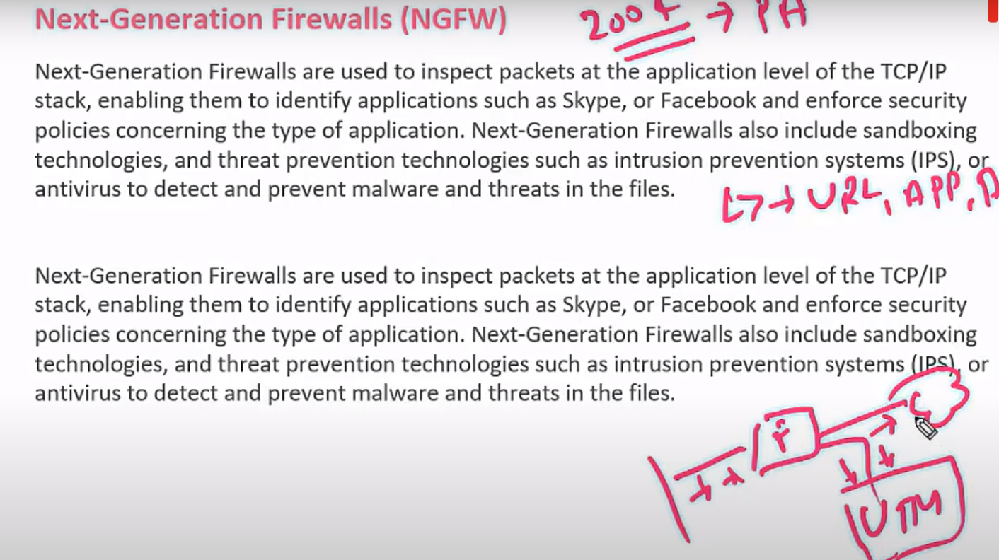 Next-Generation Firewalls (NGFW) 200+ → PA
Next-Generation Firewalls are used to inspect packets at the application level of the TCP/IP
stack, enabling them to identify applications such as Skype, or Facebook and enforce security
policies concerning the type of application. Next-Generation Firewalls also include sandboxing
technologies, and threat prevention technologies such as intrusion prevention systems (IPS), or
antivirus to detect and prevent malware and threats in the files.
L7 → URL, APP,
Next-Generation Firewalls are used to inspect packets at the application level of the TCP/IP
stack, enabling them to identify applications such as Skype, or Facebook and enforce security
policies concerning the type of application. Next-Generation Firewalls also include sandboxing
technologies, and threat prevention technologies such as intrusion prevention systems (IPS), or
antivirus to detect and prevent malware and threats in the files.
F
UTM